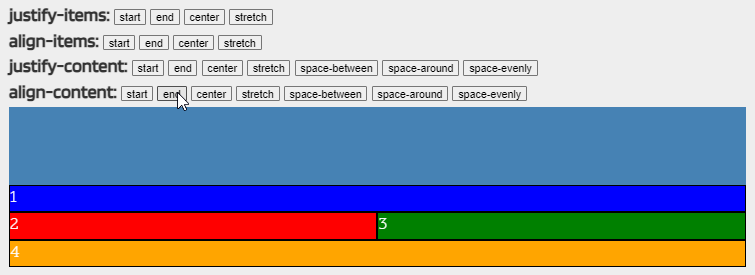 justify-items: start end center stretch
align-items: start end center stretch
justify-content: start end center stretch space-between space-around space-evenly
align-content: start end center stretch space-between space-around space-evenly
1
2 3
4